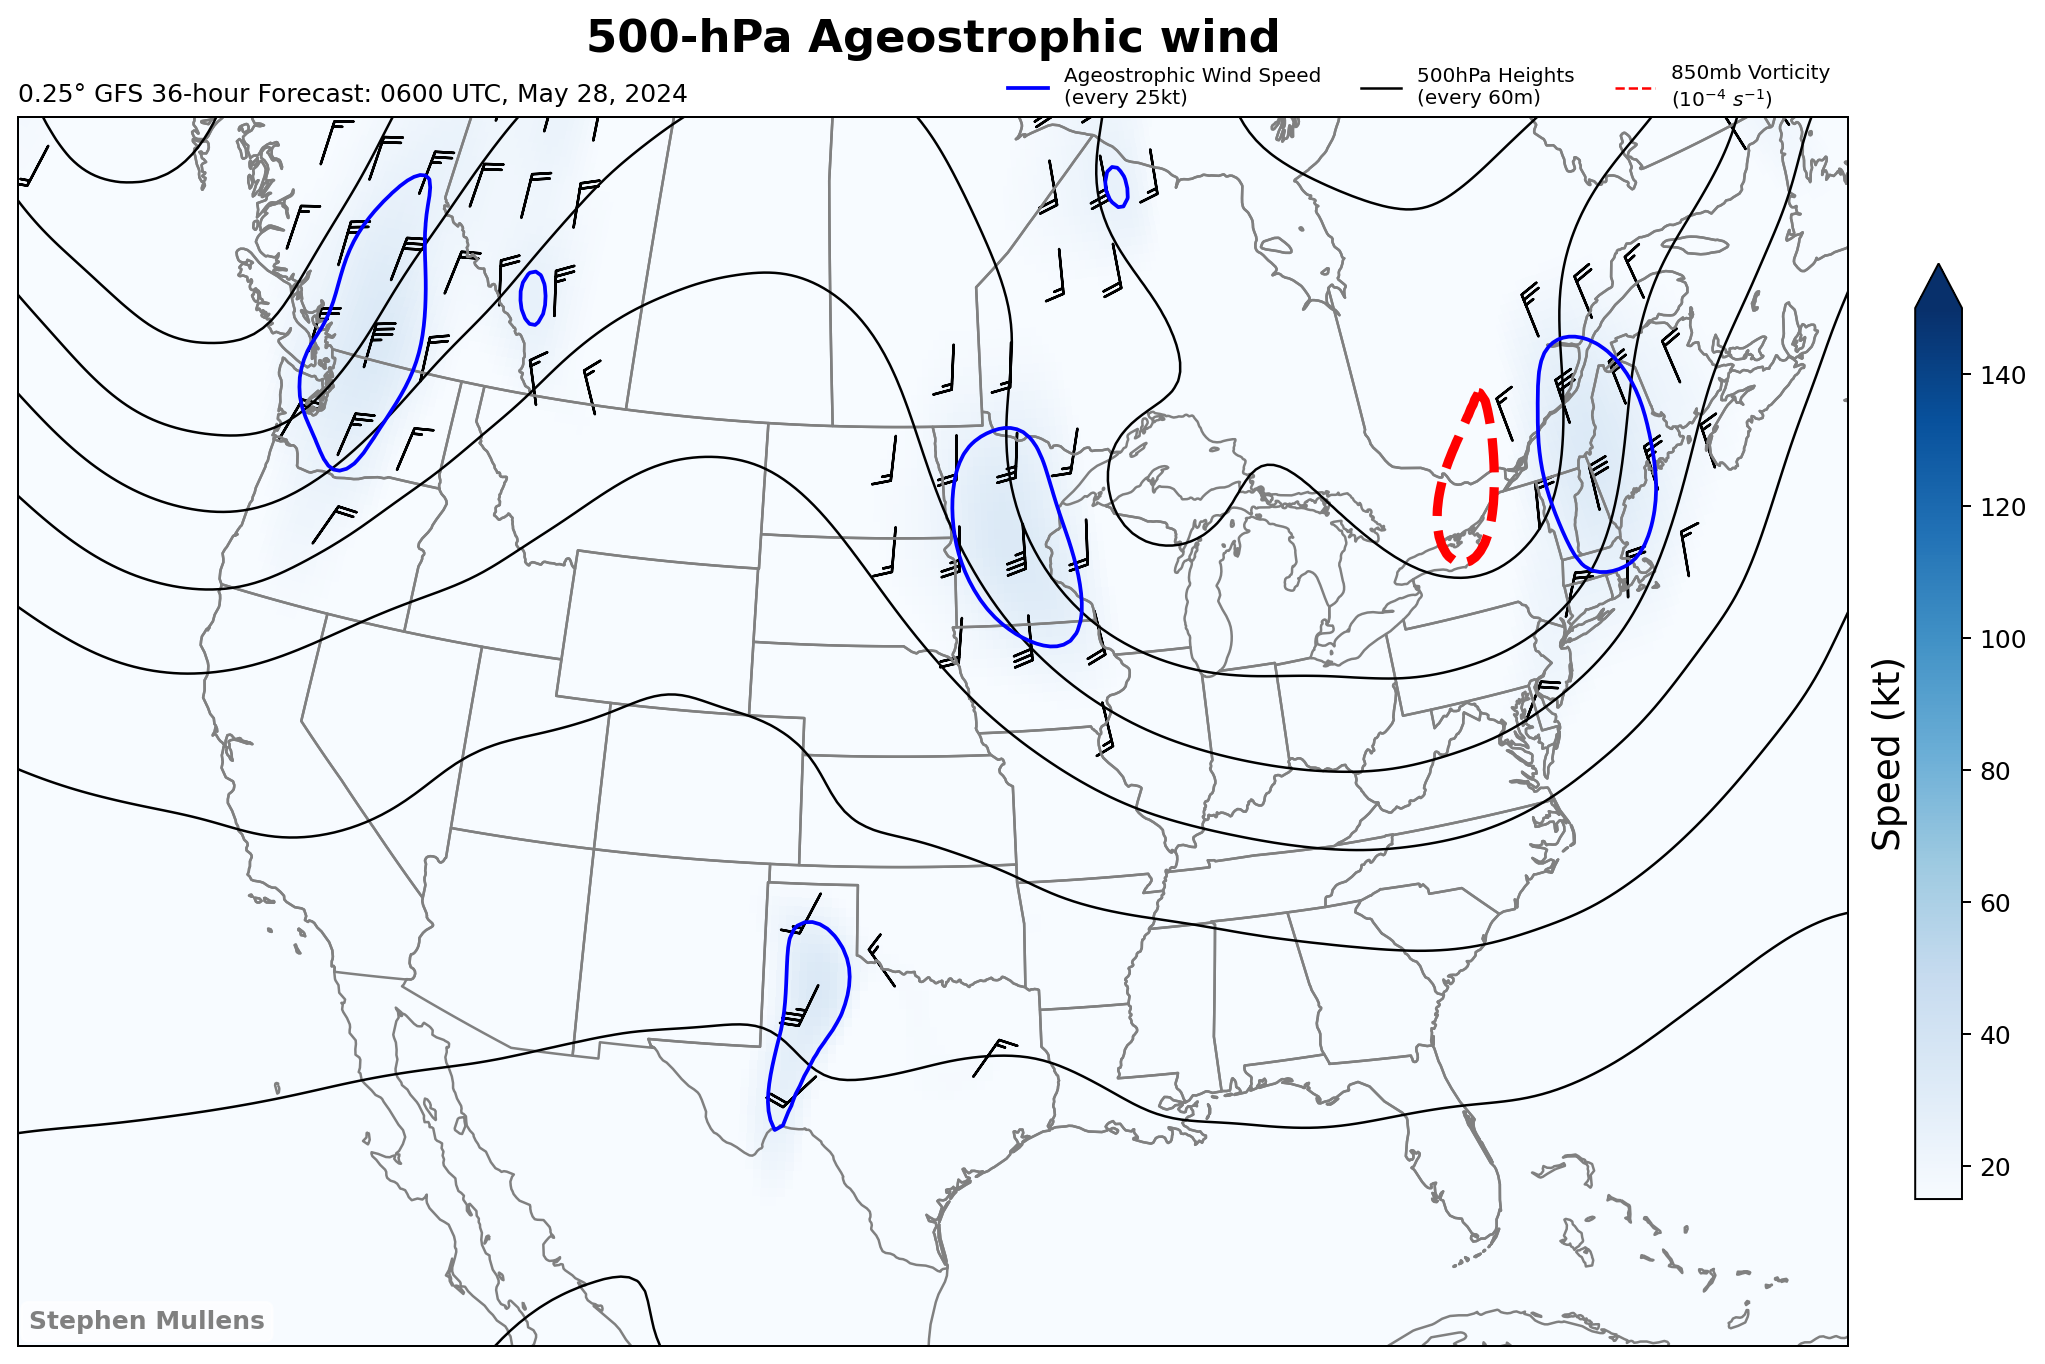 500-hPa Ageostrophic wind
0.25° GFS 36-hour Forecast: 0600 UTC, May 28, 2024
Ageostrophic Wind Speed
(every 25kt)
500hPa Heights
(every 60m)
850mb Vorticity
(10⁻⁴ s⁻¹)
140
120
100
80
60
40
20
Speed (kt)
Stephen Mullens